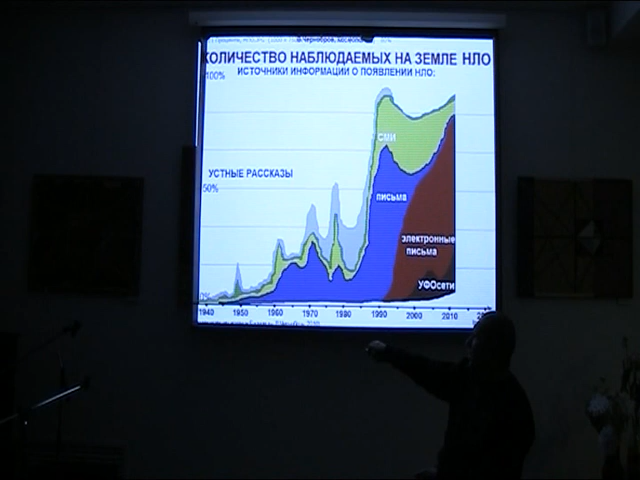 КОЛИЧЕСТВО НАБЛЮДАЕМЫХ НА ЗЕМЛЕ НЛО
100%
ИСТОЧНИКИ ИНФОРМАЦИИ О ПОЯВЛЕНИИ НЛО:
СМИ
УСТНЫЕ РАССКАЗЫ
50%
письма
электронные
письма
УФОсети
1940 1950 1960 1970 1980 1990 2000 2010